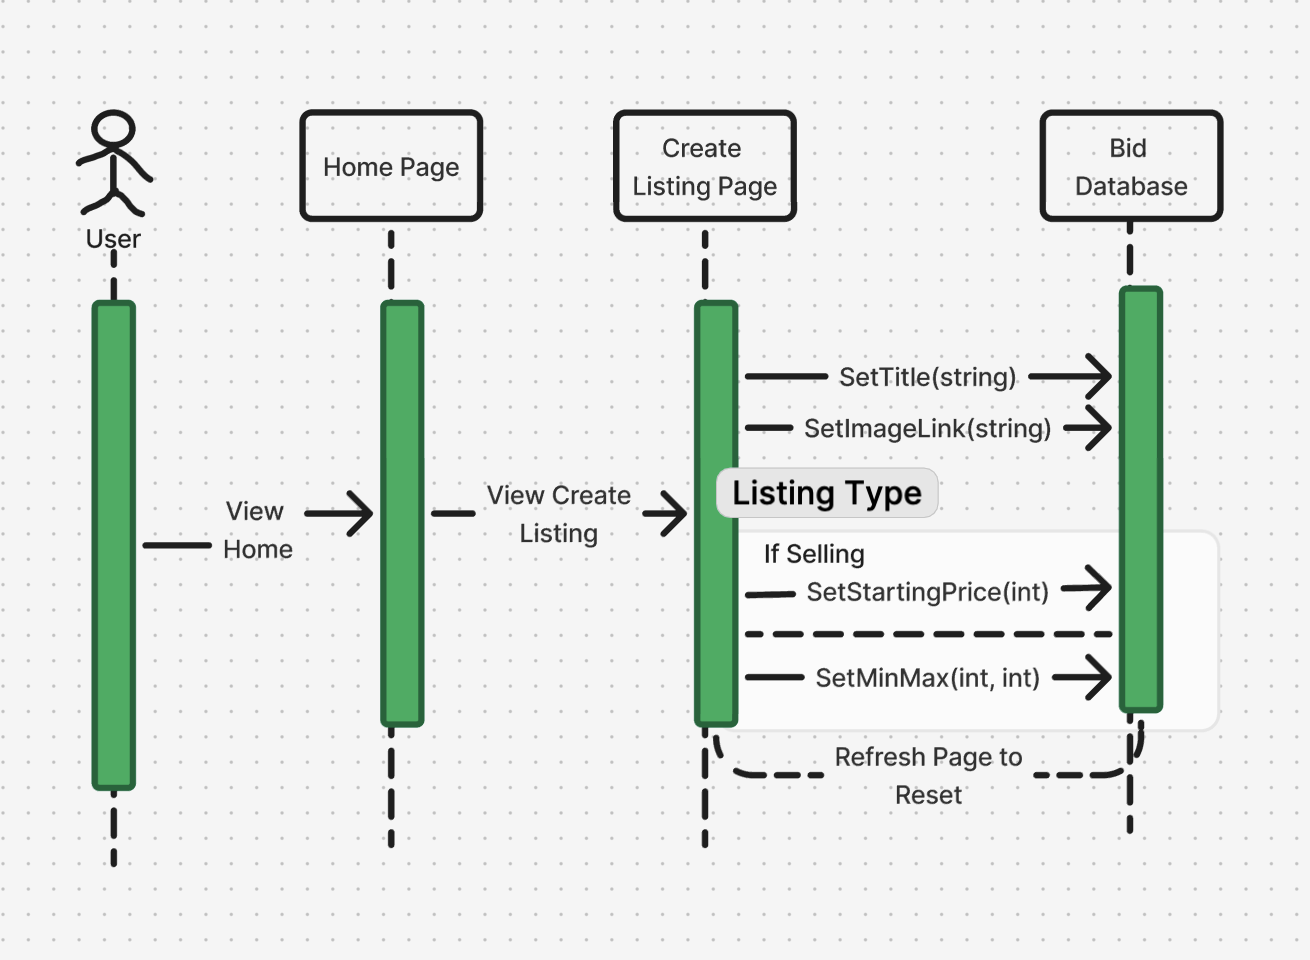 User
Home Page
Create
Listing Page
Bid
Database
SetTitle(string)
SetImageLink(string)
Listing Type
View
Home
View Create
Listing
If Selling
SetStartingPrice(int)
SetMinMax(int, int)
Refresh Page to
Reset